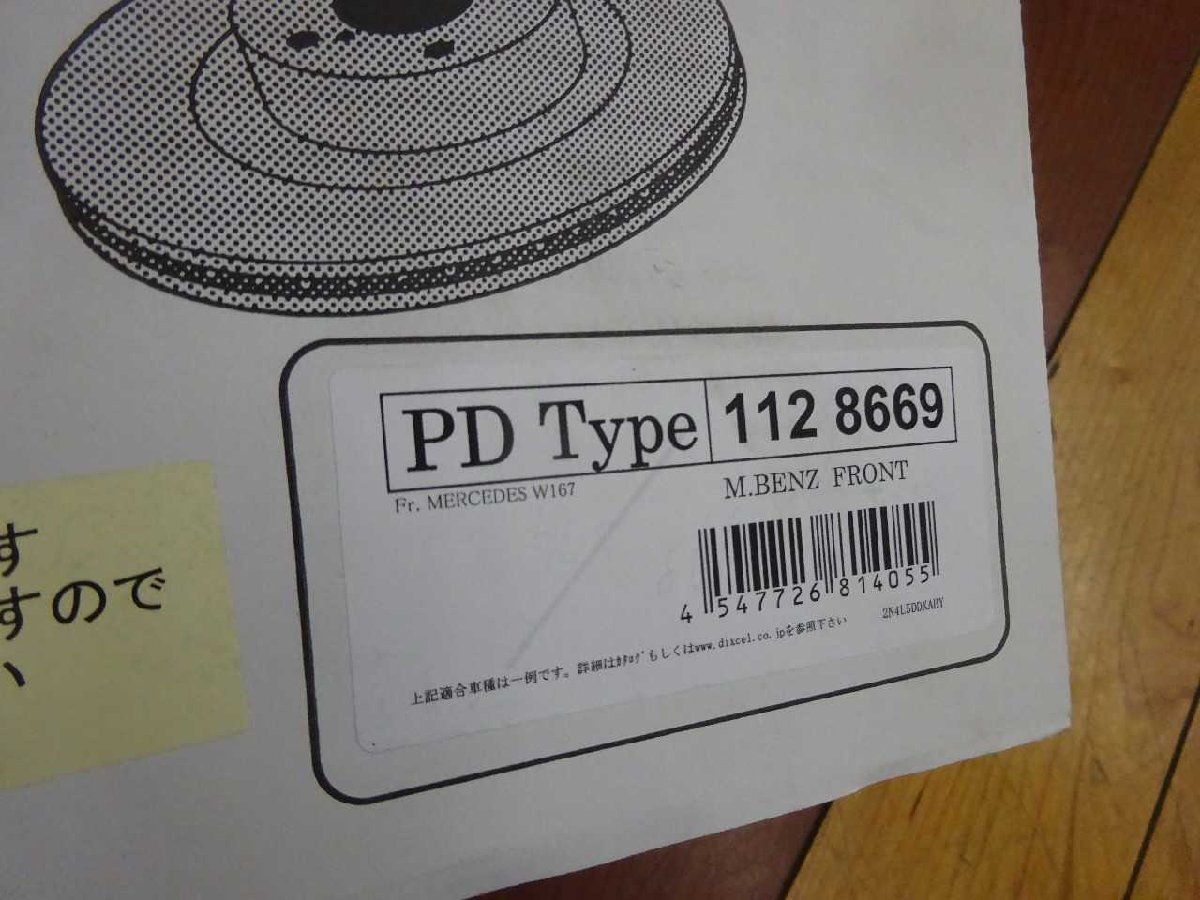 PD Type 112 8669
Fr. MERCEDES W167
M.BENZ FRONT
4 547726 814055
上記適合車種は一例です。詳細はｶﾀﾛｸﾞもしくはwww.dixcel.co.jpを参照下さい
す
すので